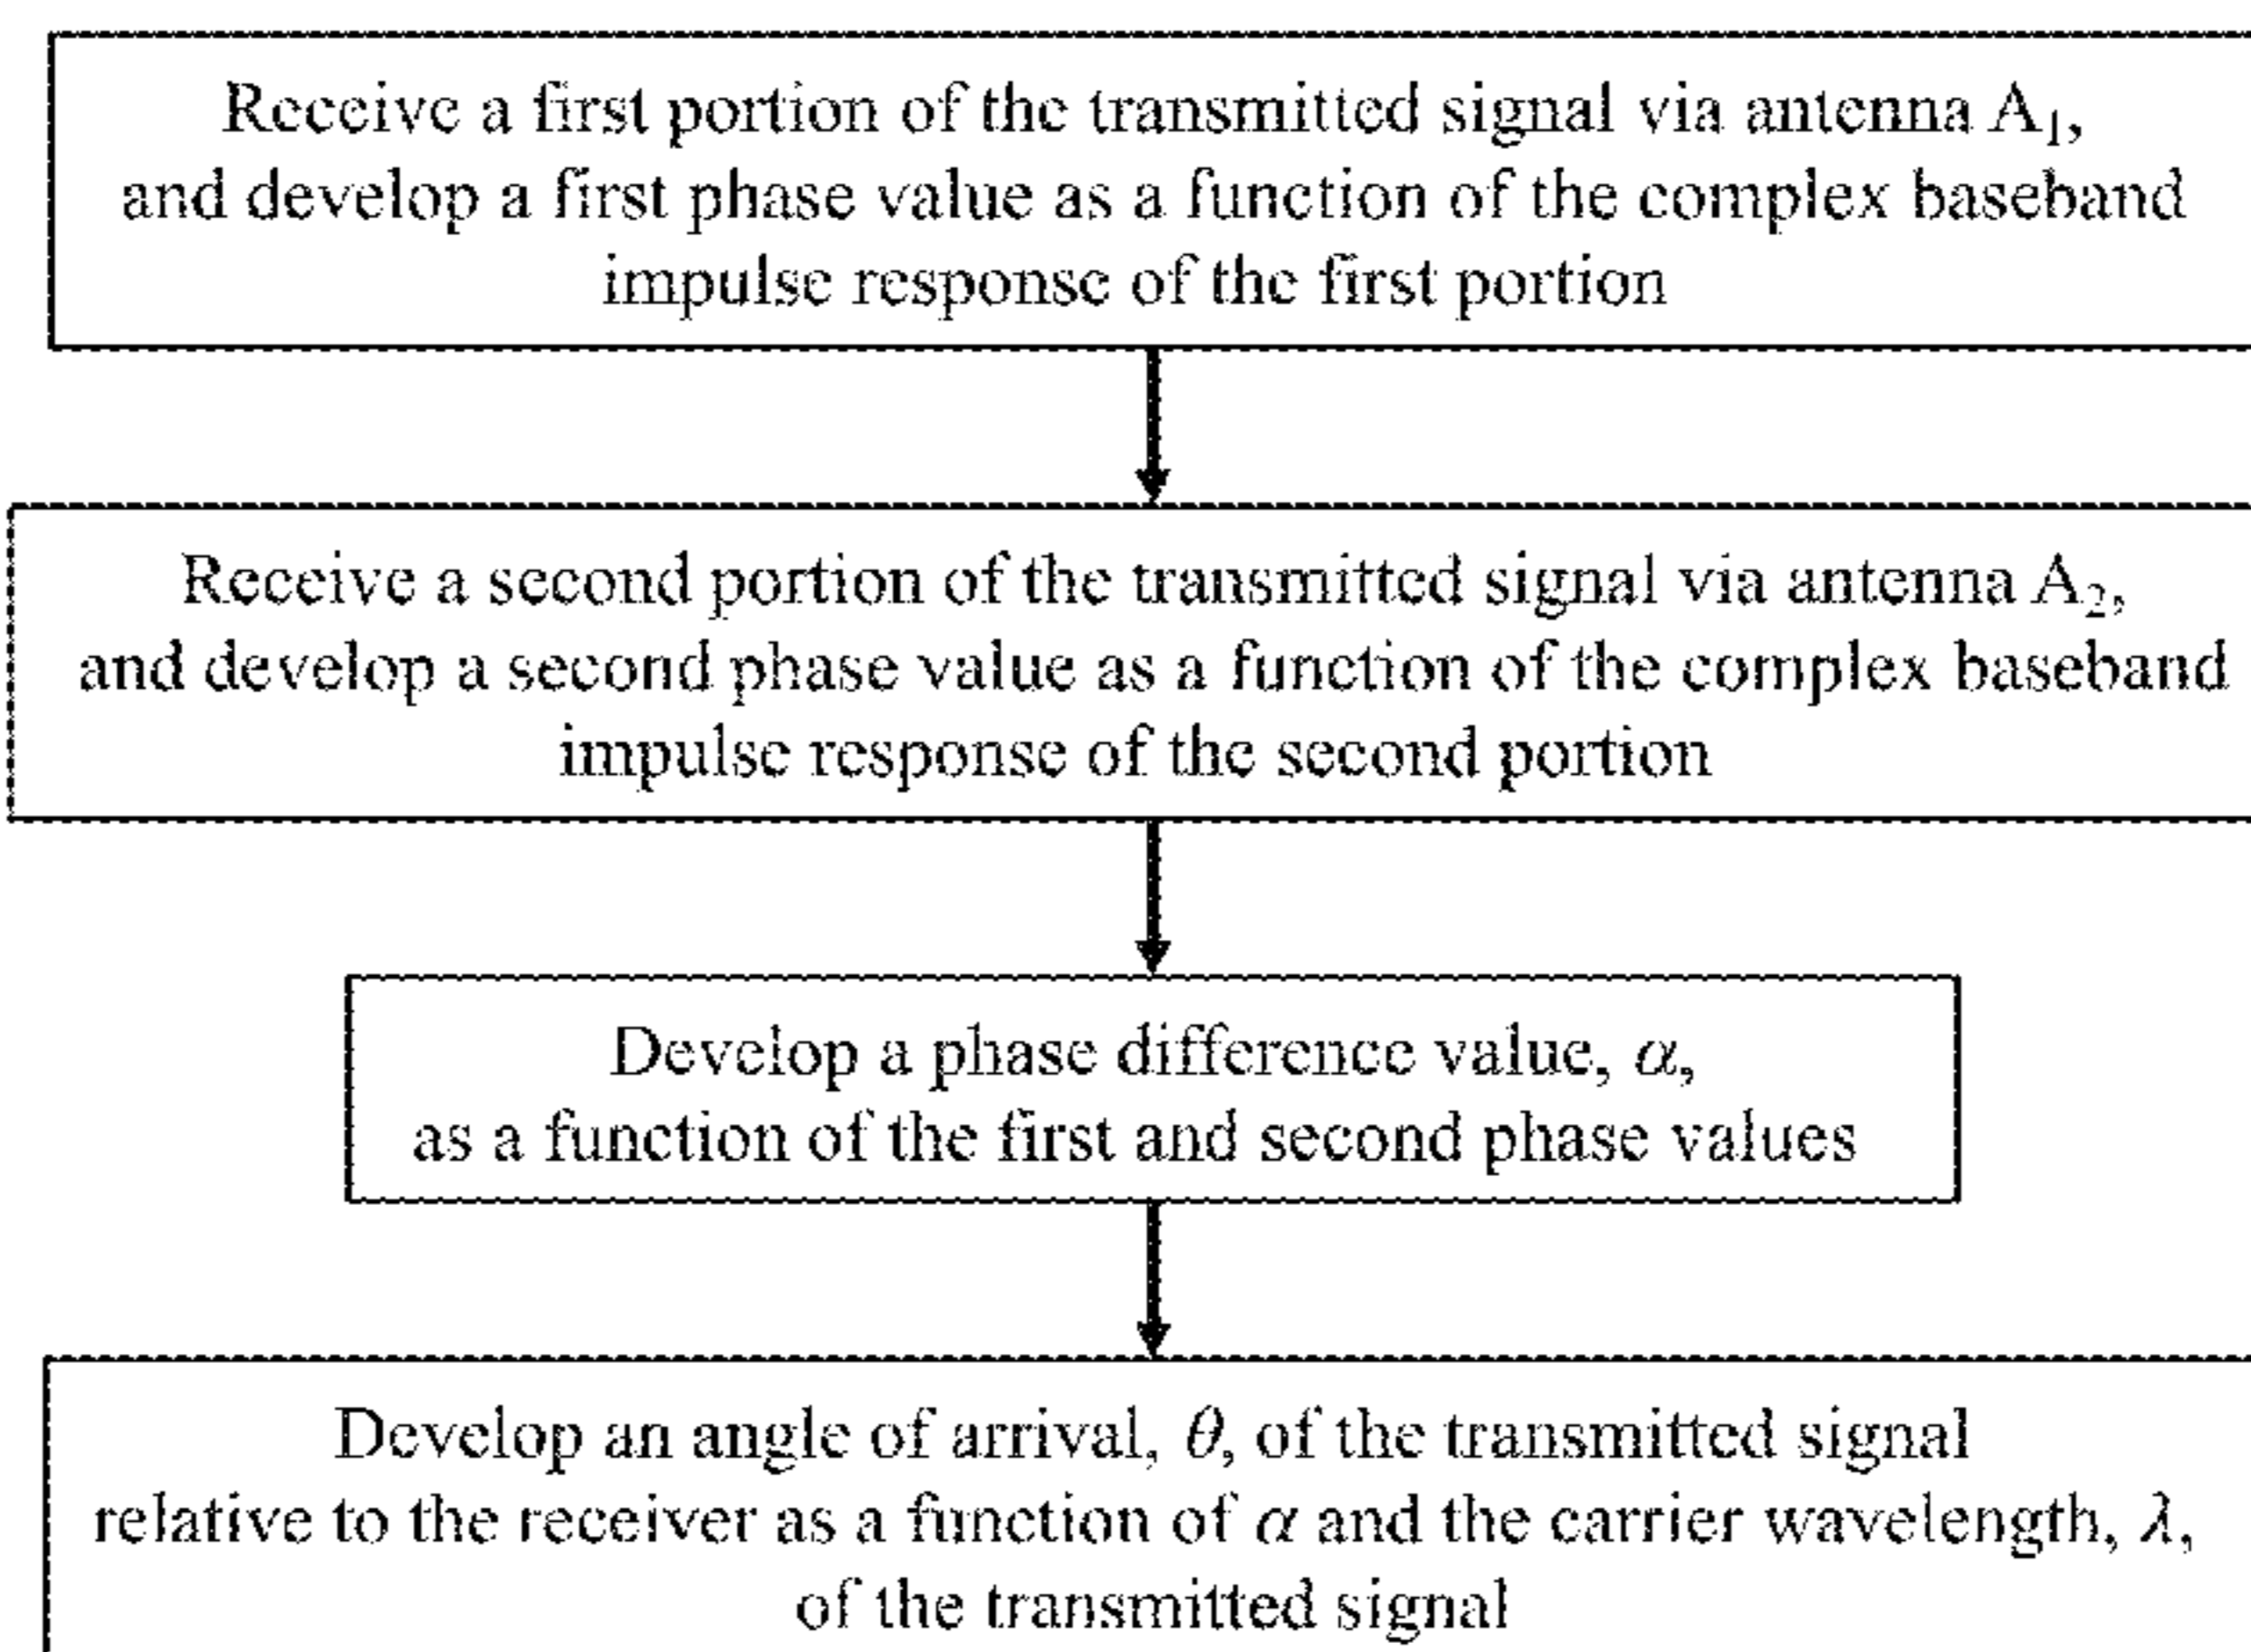 Receive a first portion of the transmitted signal via antenna A₁,
and develop a first phase value as a function of the complex baseband
impulse response of the first portion
Receive a second portion of the transmitted signal via antenna A₂,
and develop a second phase value as a function of the complex baseband
impulse response of the second portion
Develop a phase difference value, α,
as a function of the first and second phase values
Develop an angle of arrival, θ, of the transmitted signal
relative to the receiver as a function of α and the carrier wavelength, λ,
of the transmitted signal